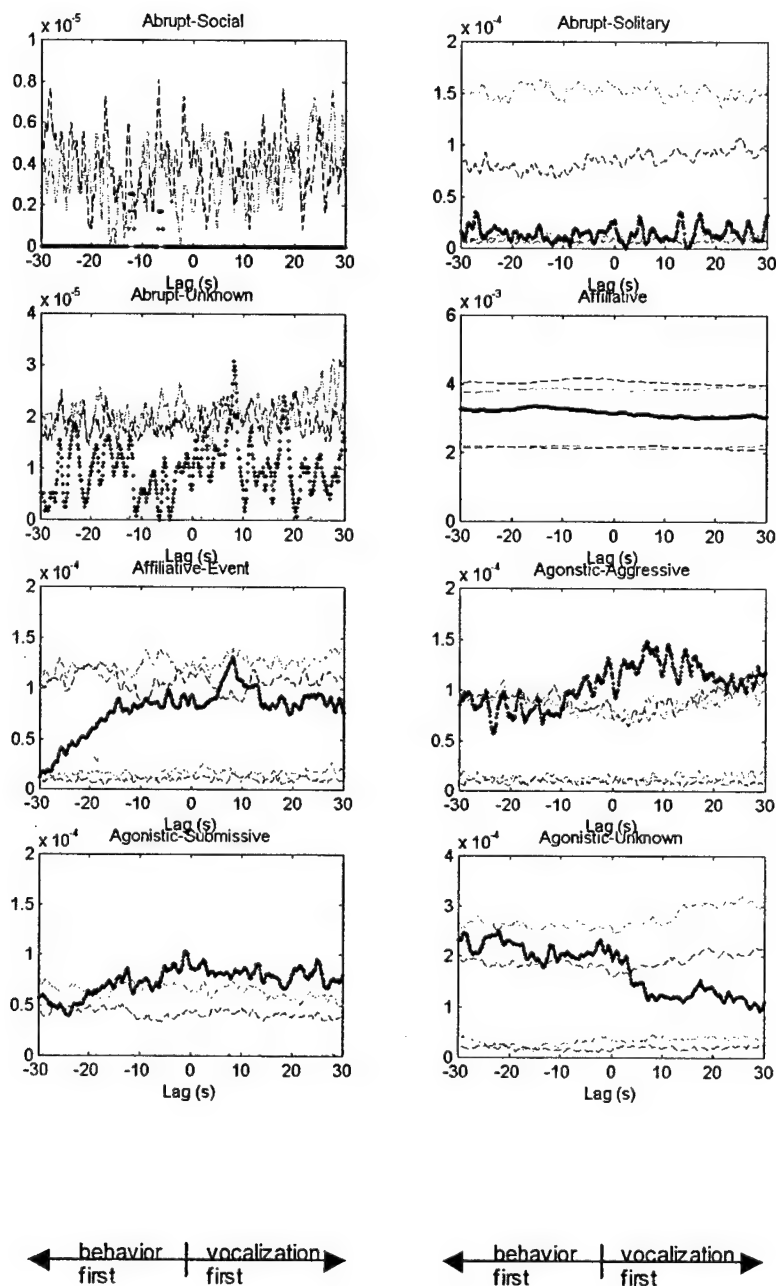 Abrupt-Social
x 10^-5
1
0.8
0.6
0.4
0.2
0
-30 -20 -10 0 10 20 30
Lag (s)
Abrupt-Solitary
x 10^-4
2
1.5
1
0.5
0
-30 -20 -10 0 10 20 30
Lag (s)
Abrupt-Unknown
x 10^-5
4
3
2
1
0
-30 -20 -10 0 10 20 30
Lag (s)
Affiliative
x 10^-3
6
4
2
0
-30 -20 -10 0 10 20 30
Lag (s)
Affiliative-Event
x 10^-4
2
1.5
1
0.5
0
-30 -20 -10 0 10 20 30
Lag (s)
Agonstic-Aggressive
x 10^-4
2
1.5
1
0.5
0
-30 -20 -10 0 10 20 30
Lag (s)
Agonistic-Submissive
x 10^-4
2
1
0.5
0
-30 -20 -10 0 10 20 30
Lag (s)
Agonistic-Unknown
x 10^-4
4
3
2
1
0
-30 -20 -10 0 10 20 30
Lag (s)
behavior first
vocalization first
behavior first
vocalization first